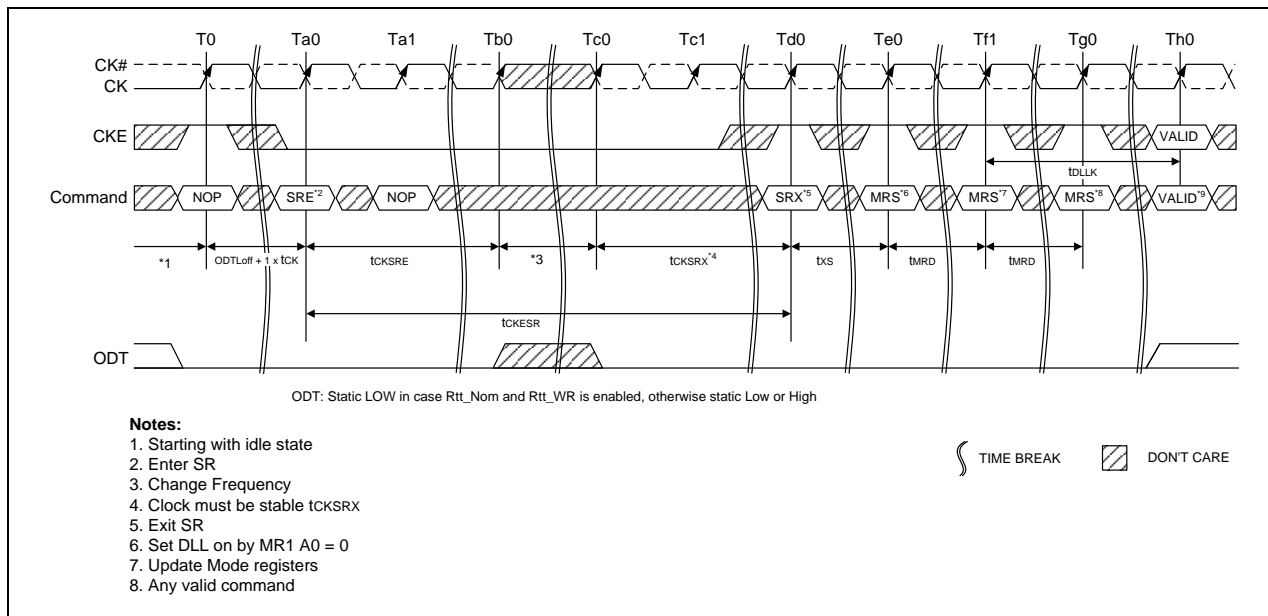 T0 Ta0 Ta1 Tb0 Tc0 Tc1 Td0 Te0 Tf1 Tg0 Th0
CK#
CK
CKE
VALID
tDLLK
Command
NOP SRE*2 NOP SRX*5 MRS*6 MRS*7 MRS*8 VALID*9
*1 ODTLoff + 1 x tCK tCKSRE *3 tCKSRX*4 tXS tMRD tMRD
tCKESR
ODT
ODT: Static LOW in case Rtt_Nom and Rtt_WR is enabled, otherwise static Low or High
Notes:
1. Starting with idle state
2. Enter SR
3. Change Frequency
4. Clock must be stable tCKSRX
5. Exit SR
6. Set DLL on by MR1 A0 = 0
7. Update Mode registers
8. Any valid command
TIME BREAK
DON'T CARE